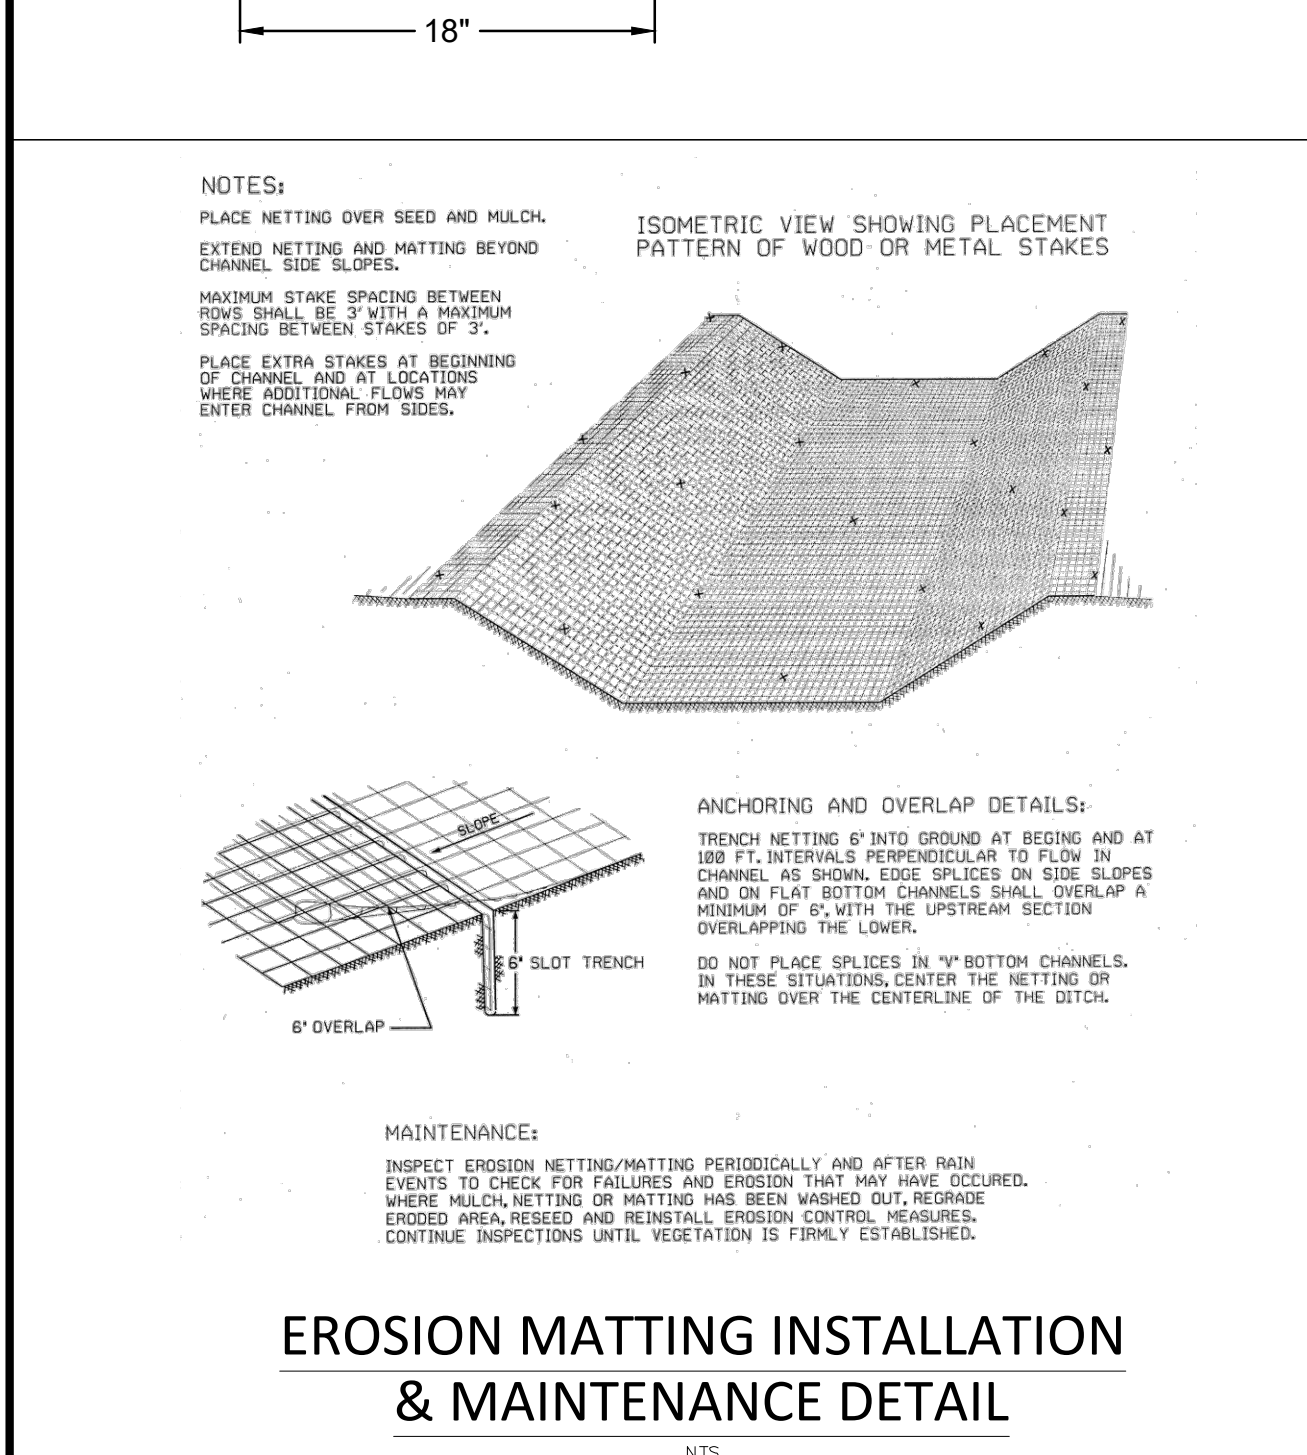 18"
NOTES:
PLACE NETTING OVER SEED AND MULCH.
EXTEND NETTING AND MATTING BEYOND
CHANNEL SIDE SLOPES.
MAXIMUM STAKE SPACING BETWEEN
ROWS SHALL BE 3' WITH A MAXIMUM
SPACING BETWEEN STAKES OF 3'.
PLACE EXTRA STAKES AT BEGINNING
OF CHANNEL AND AT LOCATIONS
WHERE ADDITIONAL FLOWS MAY
ENTER CHANNEL FROM SIDES.
ISOMETRIC VIEW SHOWING PLACEMENT
PATTERN OF WOOD OR METAL STAKES
SLOPE
6" SLOT TRENCH
6" OVERLAP
ANCHORING AND OVERLAP DETAILS:
TRENCH NETTING 6" INTO GROUND AT BEGING AND AT
100 FT. INTERVALS PERPENDICULAR TO FLOW IN
CHANNEL AS SHOWN. EDGE SPLICES ON SIDE SLOPES
AND ON FLAT BOTTOM CHANNELS SHALL OVERLAP A
MINIMUM OF 6", WITH THE UPSTREAM SECTION
OVERLAPPING THE LOWER.
DO NOT PLACE SPLICES IN "V" BOTTOM CHANNELS.
IN THESE SITUATIONS, CENTER THE NETTING OR
MATTING OVER THE CENTERLINE OF THE DITCH.
MAINTENANCE:
INSPECT EROSION NETTING/MATTING PERIODICALLY AND AFTER RAIN
EVENTS TO CHECK FOR FAILURES AND EROSION THAT MAY HAVE OCCURED.
WHERE MULCH, NETTING OR MATTING HAS BEEN WASHED OUT, REGRADE
ERODED AREA, RESEED AND REINSTALL EROSION CONTROL MEASURES.
CONTINUE INSPECTIONS UNTIL VEGETATION IS FIRMLY ESTABLISHED.
EROSION MATTING INSTALLATION
& MAINTENANCE DETAIL
NTS